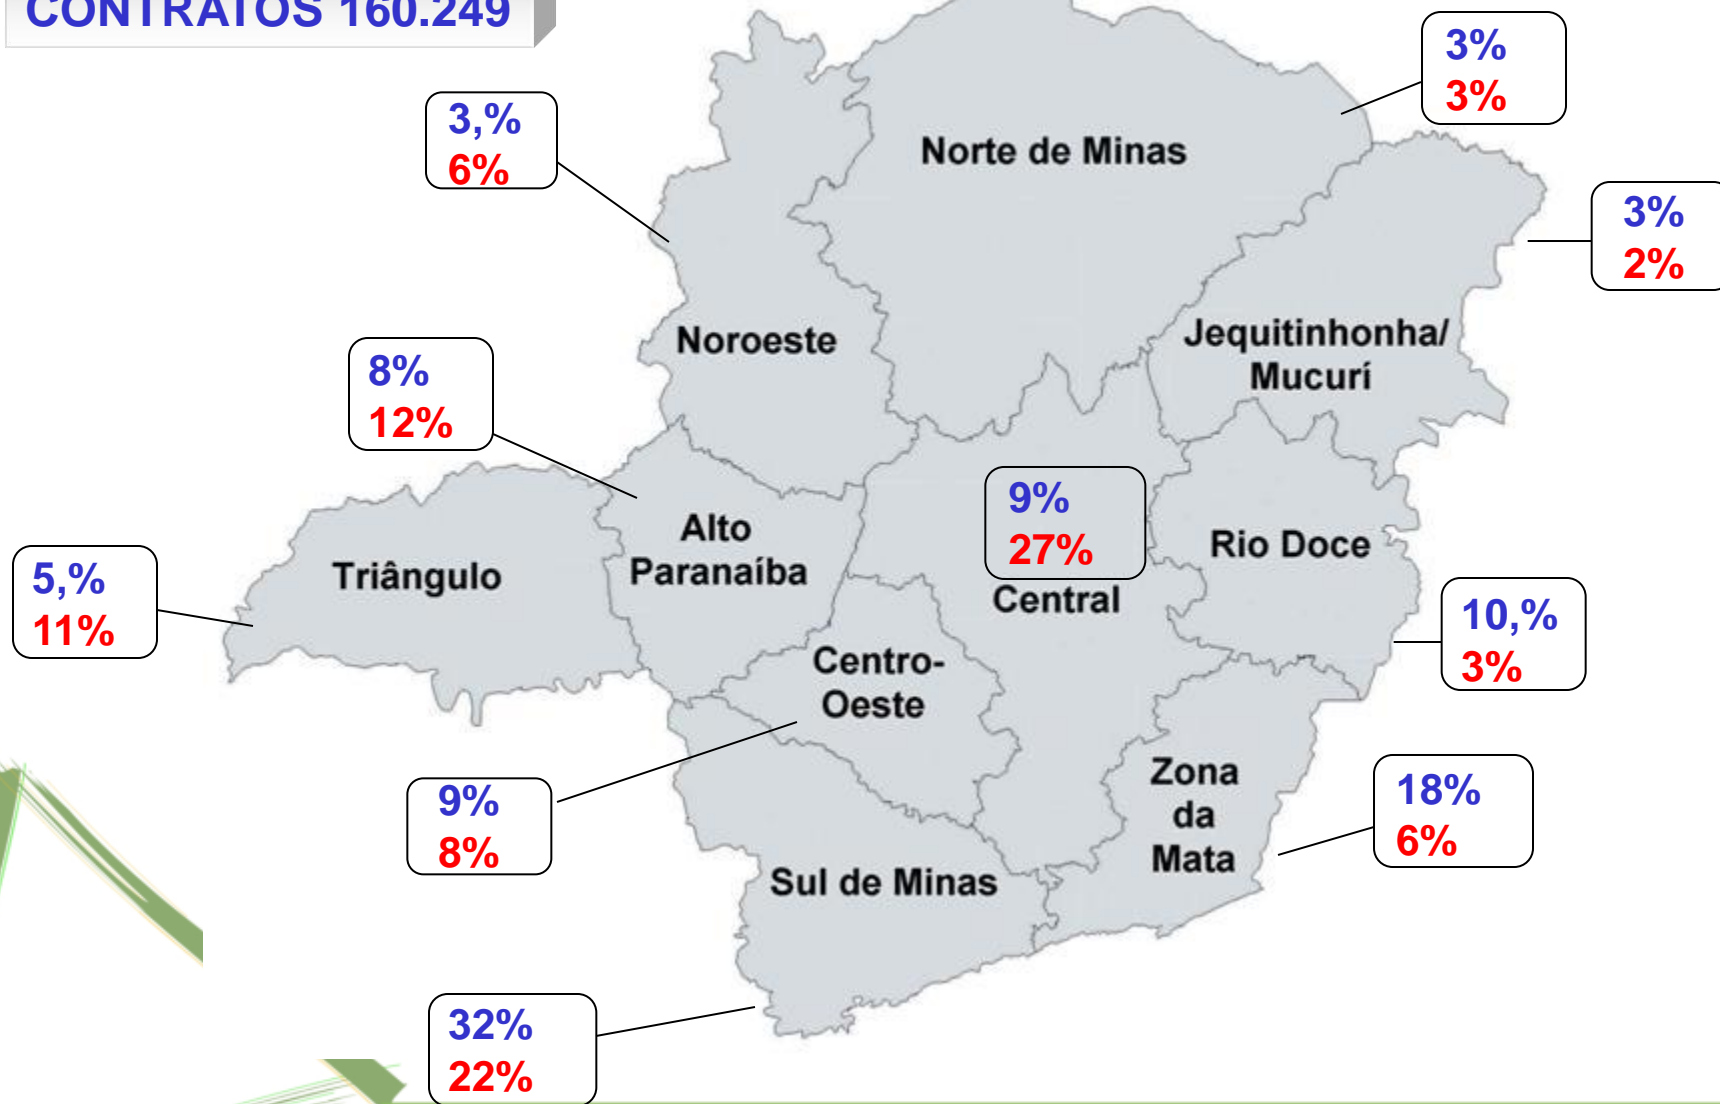 CONTRATOS 160.249
3%
3%
3,%
6%
Norte de Minas
3%
2%
Noroeste
Jequitinhonha/
Mucurí
8%
12%
9%
27%
Central
Alto
Paranaíba
Rio Doce
Triângulo
5,%
11%
10,%
3%
Centro-
Oeste
Zona
da
Mata
18%
6%
9%
8%
Sul de Minas
32%
22%